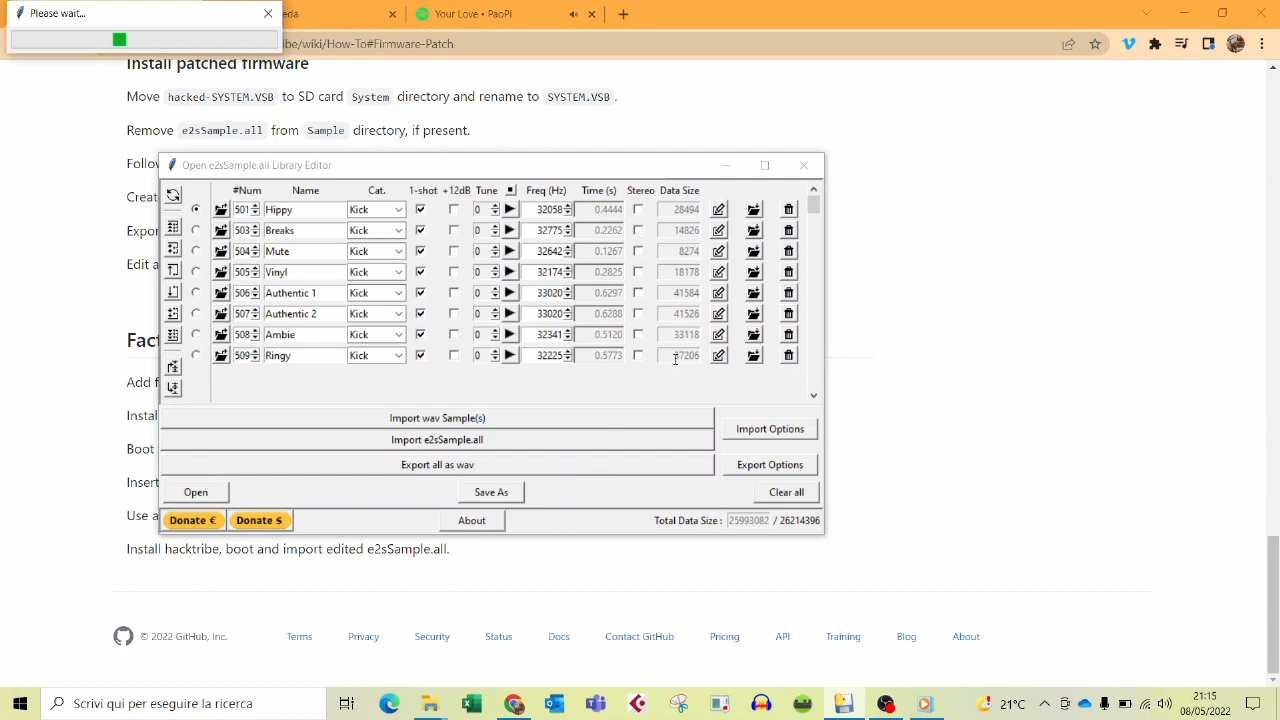 Please wait...
eda
Your Love • PaoPi
ibe/wiki/How-To#Firmware-Patch
Install patched firmware
Move hacked-SYSTEM.VSB to SD card System directory and rename to SYSTEM.VSB.
Remove e2sSample.all from Sample directory, if present.
Follo
Creat
Expor
Edit a
Fact
Add f
Instal
Boot
Insert
Use a
Install hacktribe, boot and import edited e2sSample.all.
Open e2sSample.all Library Editor
#Num Name Cat. 1-shot +12dB Tune Freq (Hz) Time (s) Stereo Data Size
501 Hippy Kick 0 32058 0.4444 28494
503 Breaks Kick 0 32775 0.2262 14826
504 Mute Kick 0 32642 0.1267 8274
505 Vinyl Kick 0 32174 0.2825 18178
506 Authentic 1 Kick 0 33020 0.6297 41584
507 Authentic 2 Kick 0 33020 0.6288 41526
508 Ambie Kick 0 32341 0.5120 33118
509 Ringy Kick 0 32225 0.5773 37206
Import wav Sample(s)
Import e2sSample.all
Import Options
Export all as wav
Export Options
Open Save As Clear all
Donate € Donate $ About Total Data Size : 25993082 / 26214396
© 2022 GitHub, Inc. Terms Privacy Security Status Docs Contact GitHub Pricing API Training Blog About
Scrivi qui per eseguire la ricerca
21°C
21:15
08/05/2022